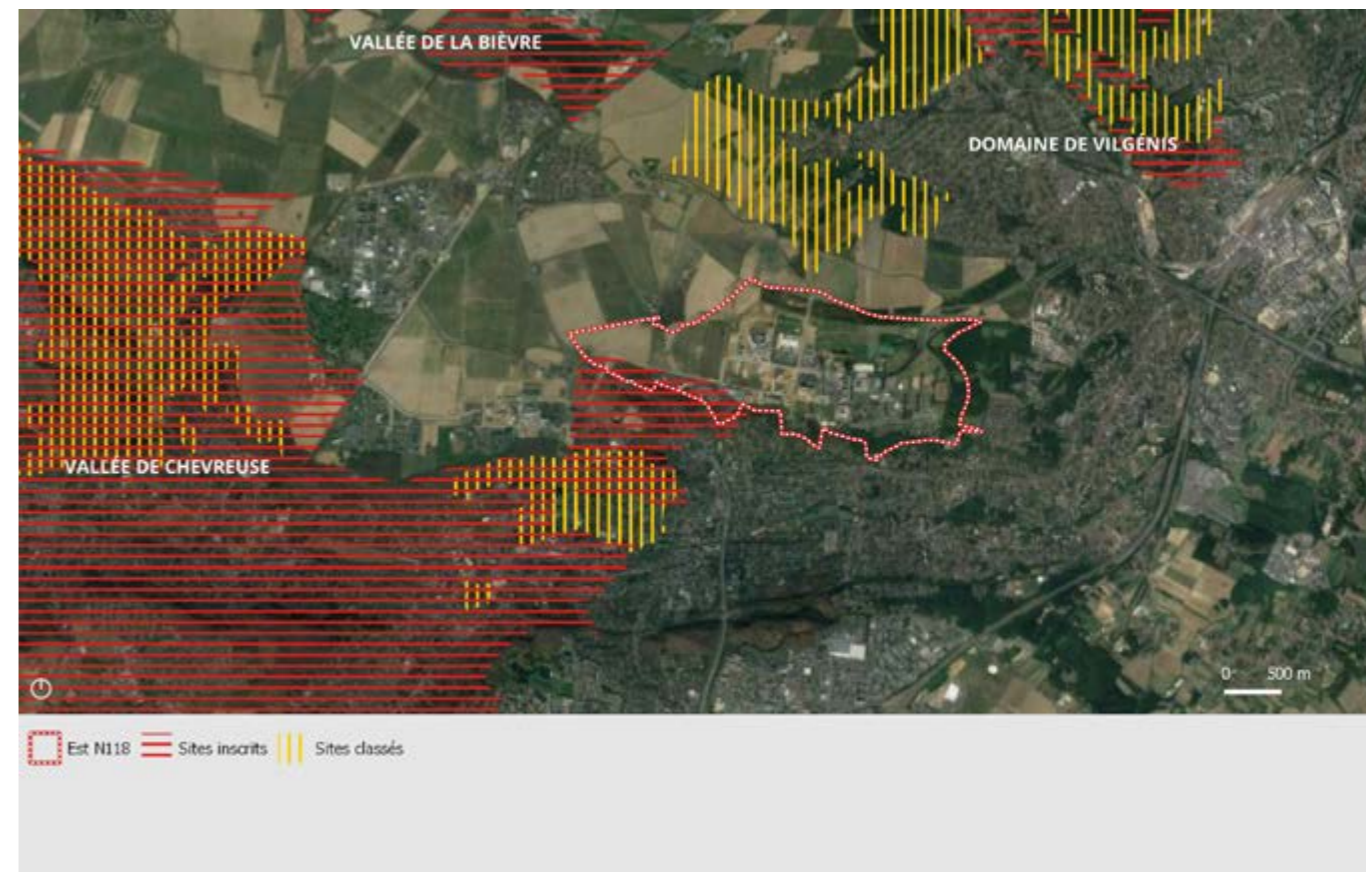 VALLÉE DE LA BIÈVRE
DOMAINE DE VILGÉNIS
VALLÉE DE CHEVREUSE
0 500 m
Est N118 Sites inscrits Sites classés